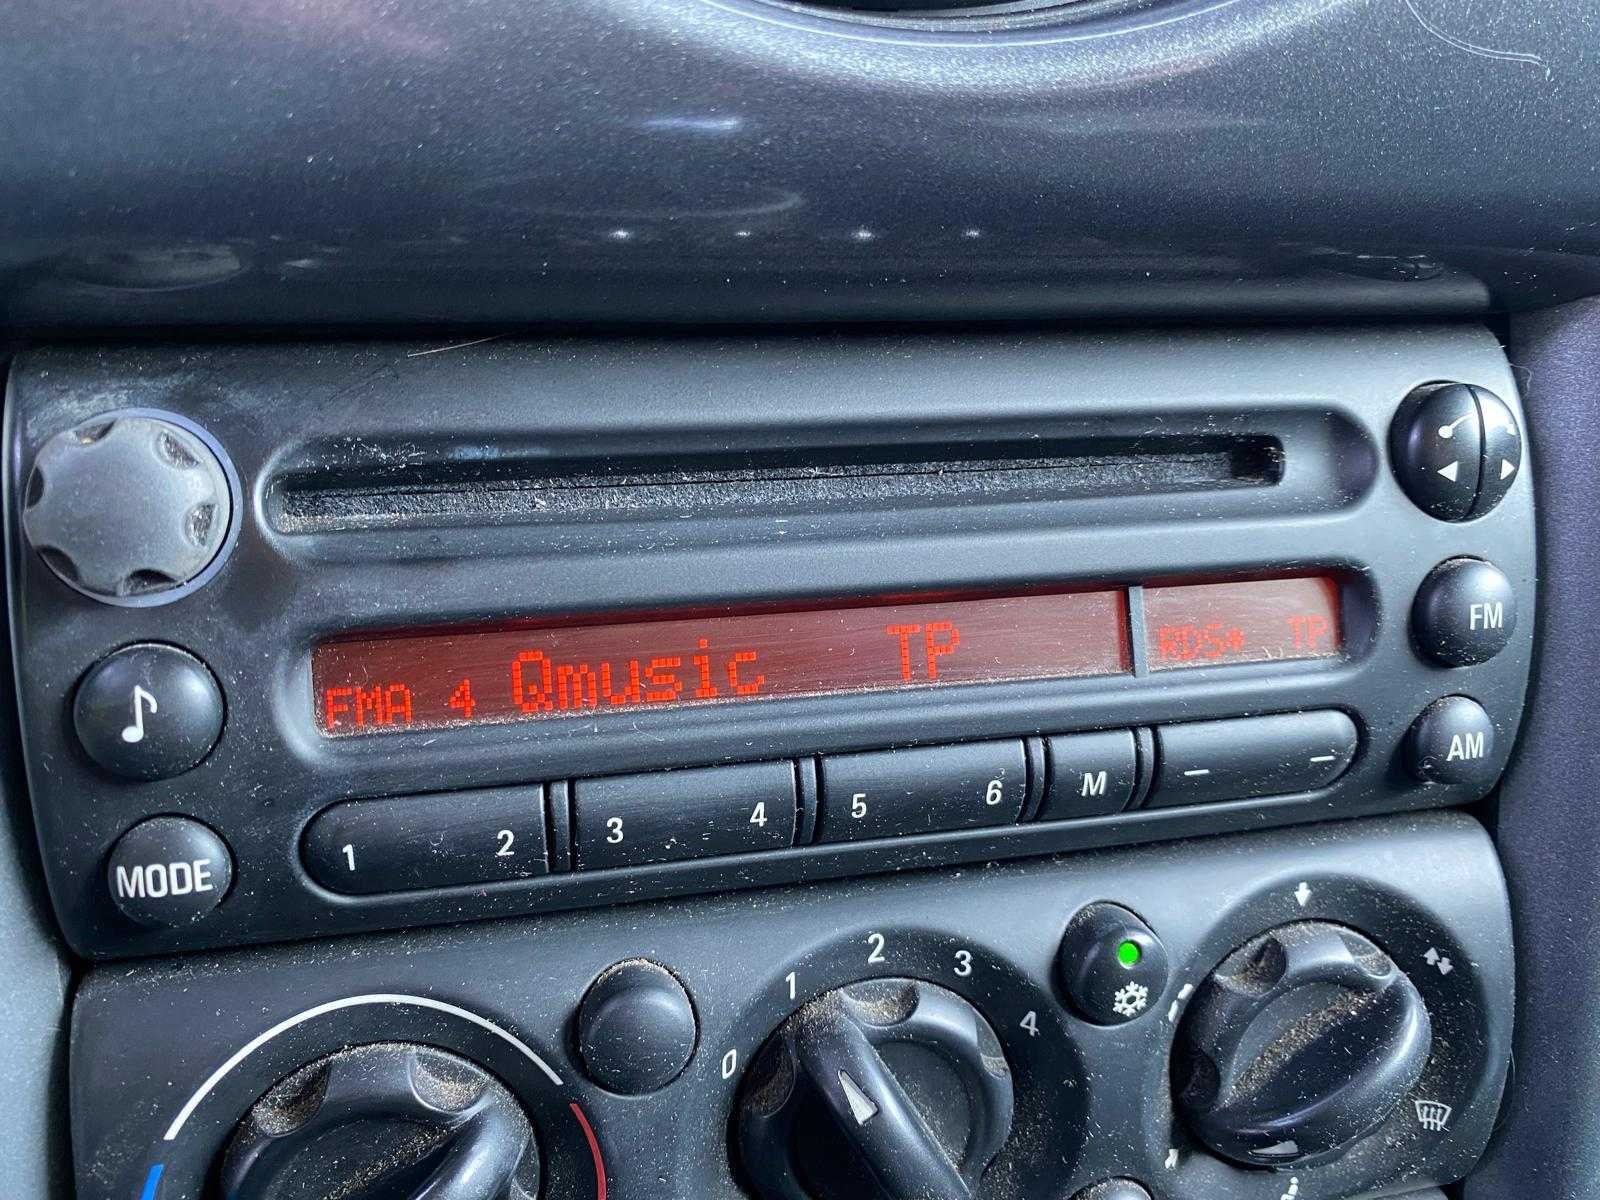 FMA 4 Qmusic TP RDS* TP
FM
AM
MODE
1 2 3 4 5 6 M — —
0 1 2 3 4